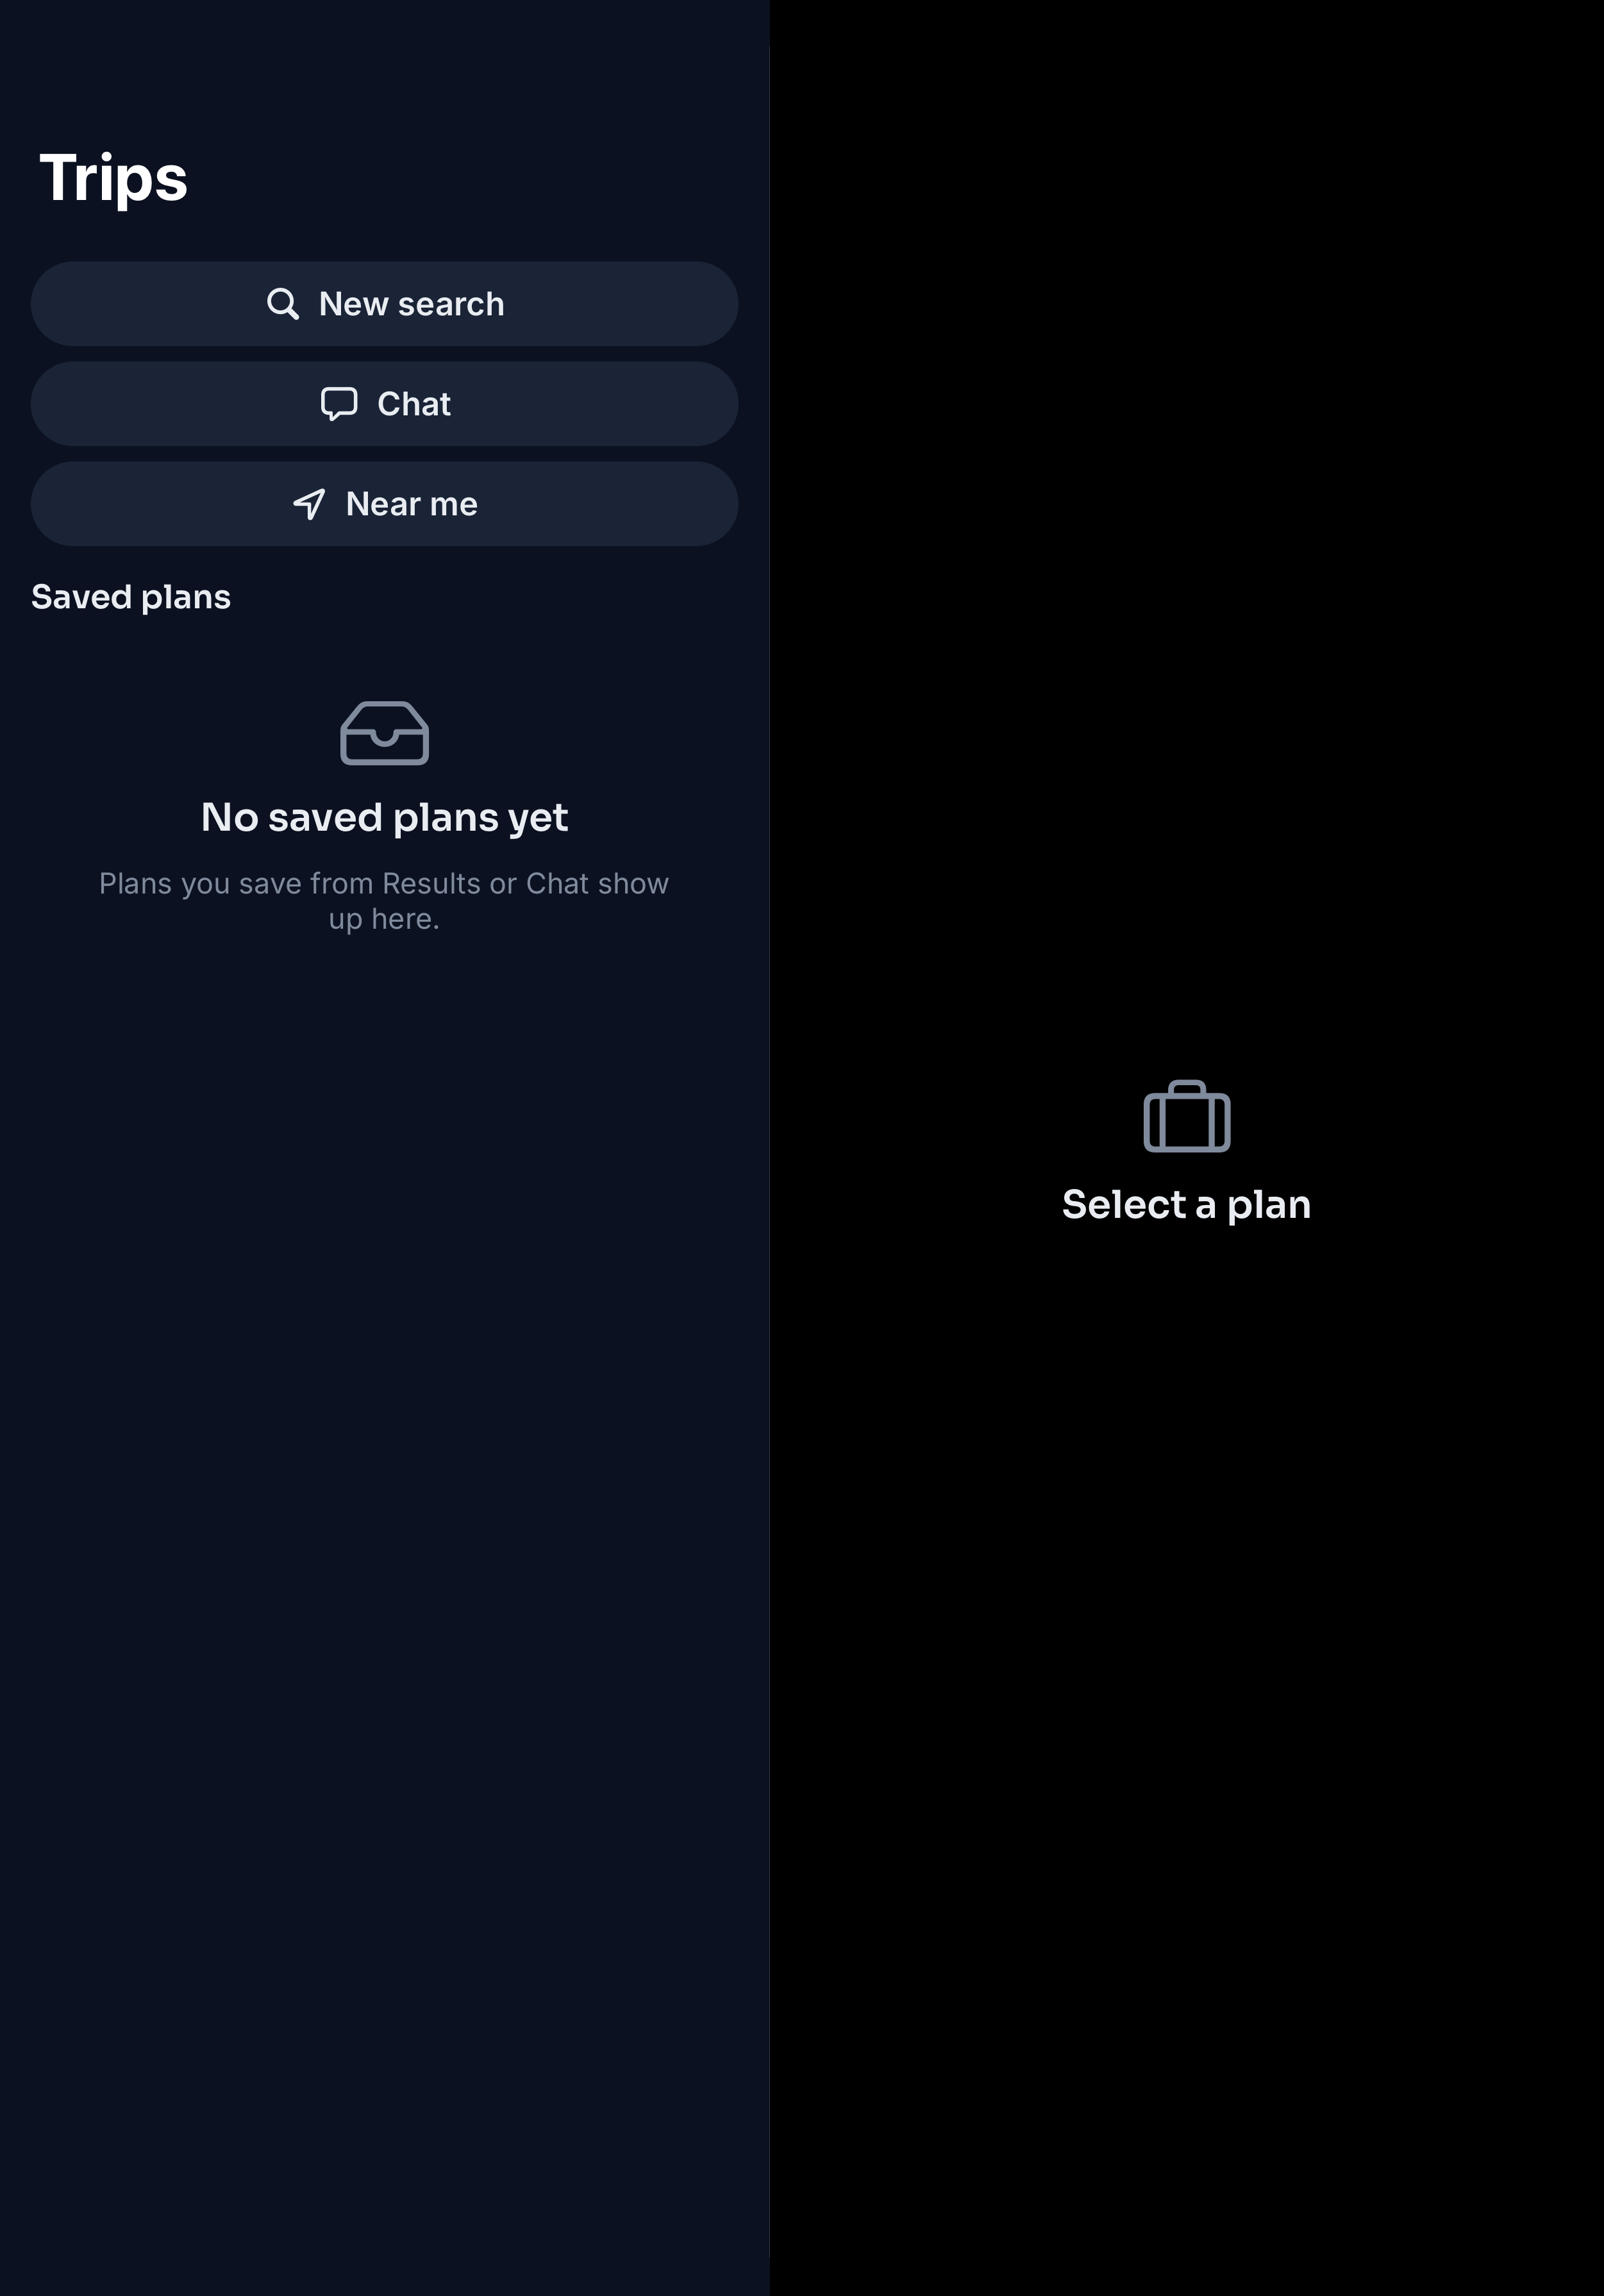 Trips
New search
Chat
Near me
Saved plans
No saved plans yet
Plans you save from Results or Chat show
up here.
Select a plan